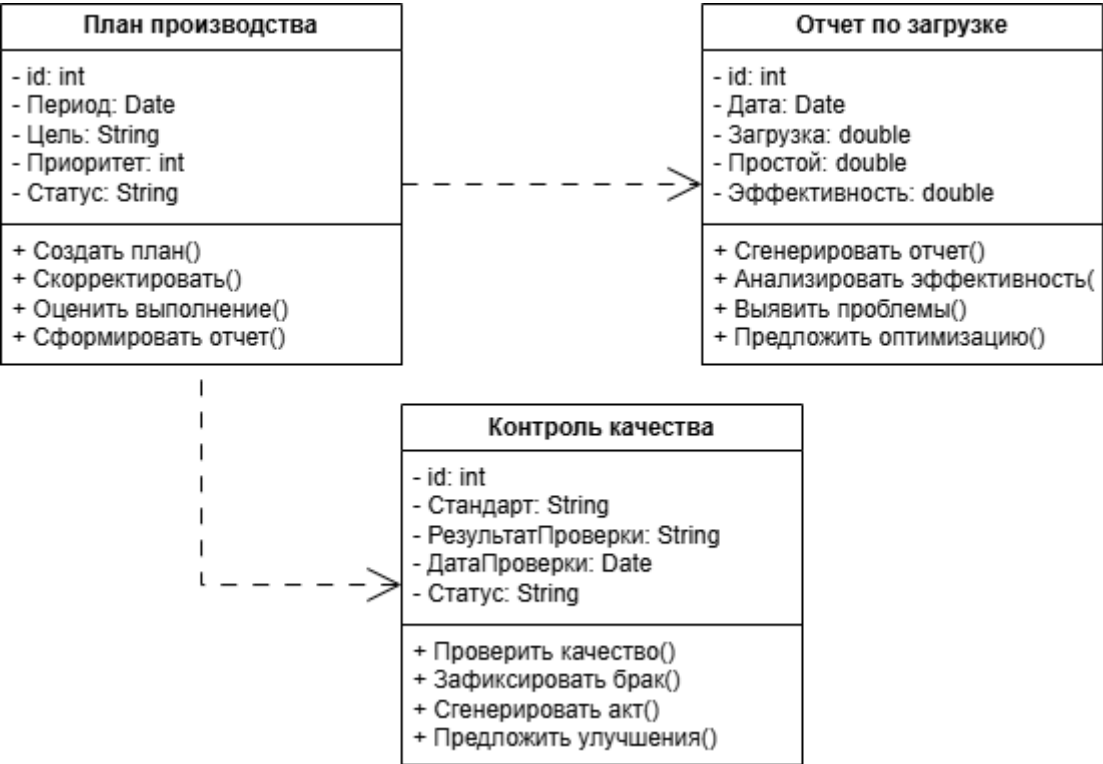 План производства
- id: int
- Период: Date
- Цель: String
- Приоритет: int
- Статус: String
+ Создать план()
+ Скорректировать()
+ Оценить выполнение()
+ Сформировать отчет()
Отчет по загрузке
- id: int
- Дата: Date
- Загрузка: double
- Простой: double
- Эффективность: double
+ Сгенерировать отчет()
+ Анализировать эффективность(
+ Выявить проблемы()
+ Предложить оптимизацию()
Контроль качества
- id: int
- Стандарт: String
- РезультатПроверки: String
- ДатаПроверки: Date
- Статус: String
+ Проверить качество()
+ Зафиксировать брак()
+ Сгенерировать акт()
+ Предложить улучшения()